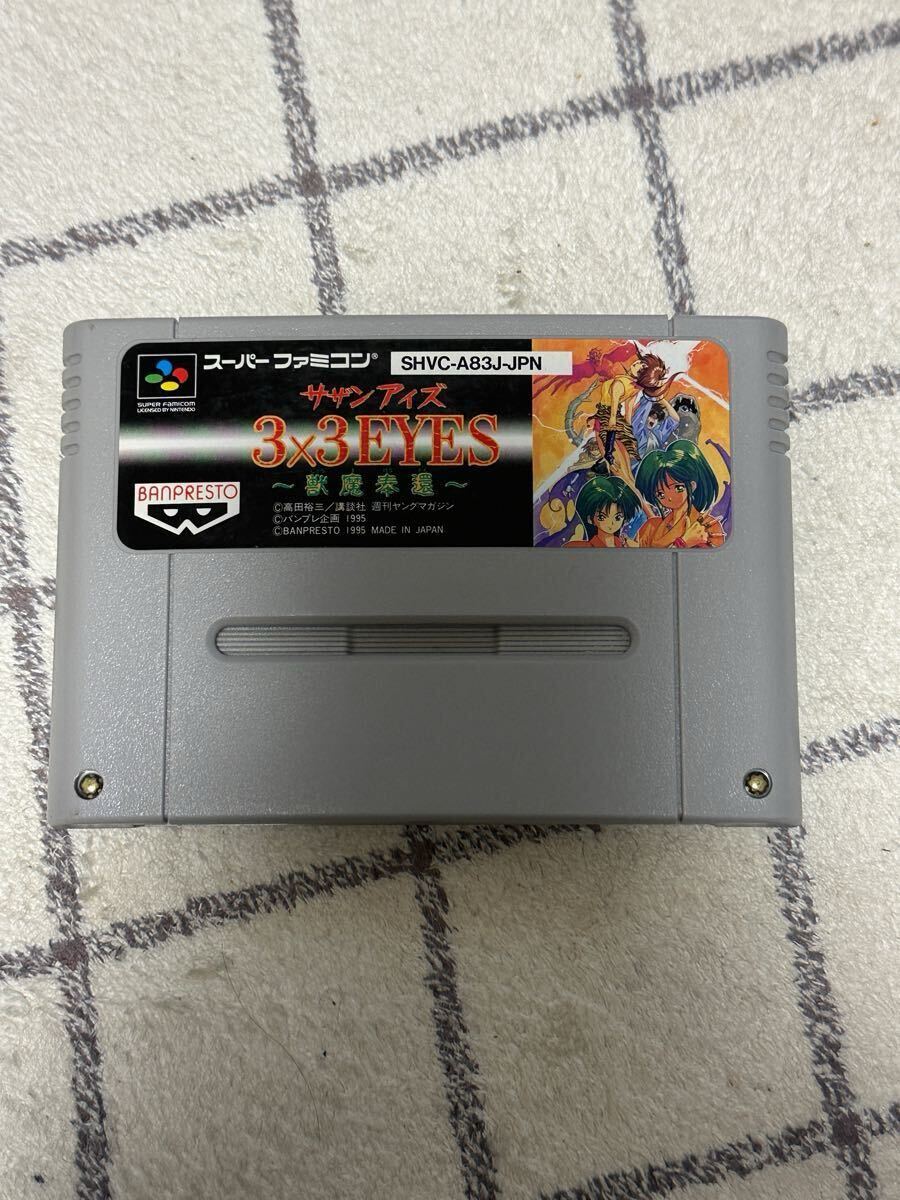 スーパーファミコン®
SHVC-A83J-JPN
SUPER FAMICOM
LICENSED BY NINTENDO
サザンアイズ
3×3EYES
～獣魔奉還～
BANPRESTO
©高田裕三／講談社 週刊ヤングマガジン
©バンプレ企画 1995
©BANPRESTO 1995 MADE IN JAPAN